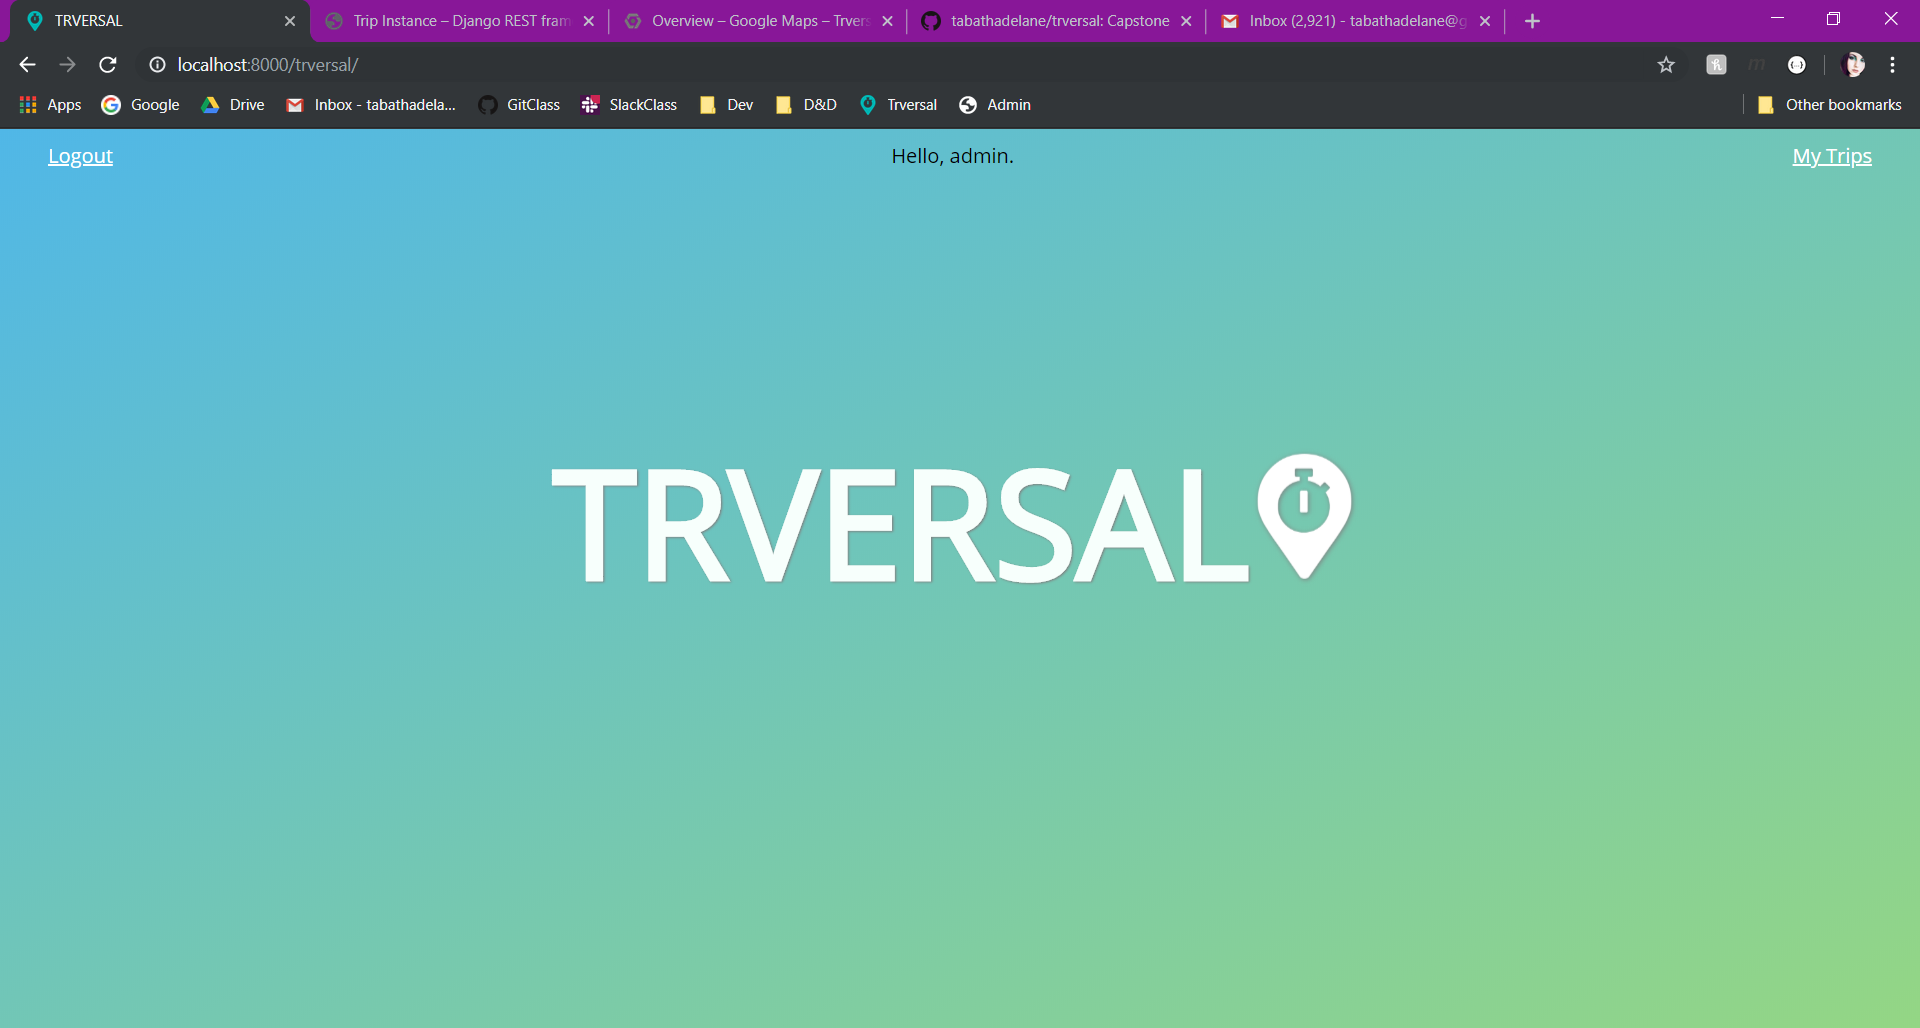 TRVERSAL
Trip Instance – Django REST fram
Overview – Google Maps – Trvers
tabathadelane/trversal: Capstone
Inbox (2,921) - tabathadelane@g
localhost:8000/trversal/
Apps
Google
Drive
Inbox - tabathadela...
GitClass
SlackClass
Dev
D&D
Trversal
Admin
Other bookmarks
Logout
Hello, admin.
My Trips
TRVERSAL